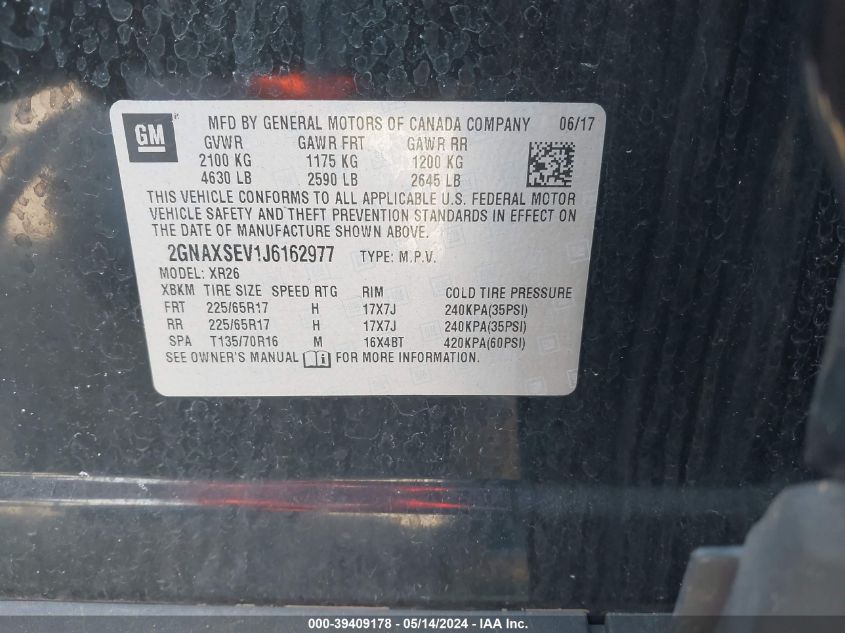 GM
MFD BY GENERAL MOTORS OF CANADA COMPANY 06/17
GVWR GAWR FRT GAWR RR
2100 KG 1175 KG 1200 KG
4630 LB 2590 LB 2645 LB
THIS VEHICLE CONFORMS TO ALL APPLICABLE U.S. FEDERAL MOTOR
VEHICLE SAFETY AND THEFT PREVENTION STANDARDS IN EFFECT ON
THE DATE OF MANUFACTURE SHOWN ABOVE.
2GNAXSEV1J6162977 TYPE: M.P.V.
MODEL: XR26
XBKM TIRE SIZE SPEED RTG RIM COLD TIRE PRESSURE
FRT 225/65R17 H 17X7J 240KPA(35PSI)
RR 225/65R17 H 17X7J 240KPA(35PSI)
SPA T135/70R16 M 16X4BT 420KPA(60PSI)
SEE OWNER'S MANUAL FOR MORE INFORMATION.
000-39409178 - 05/14/2024 - IAA Inc.